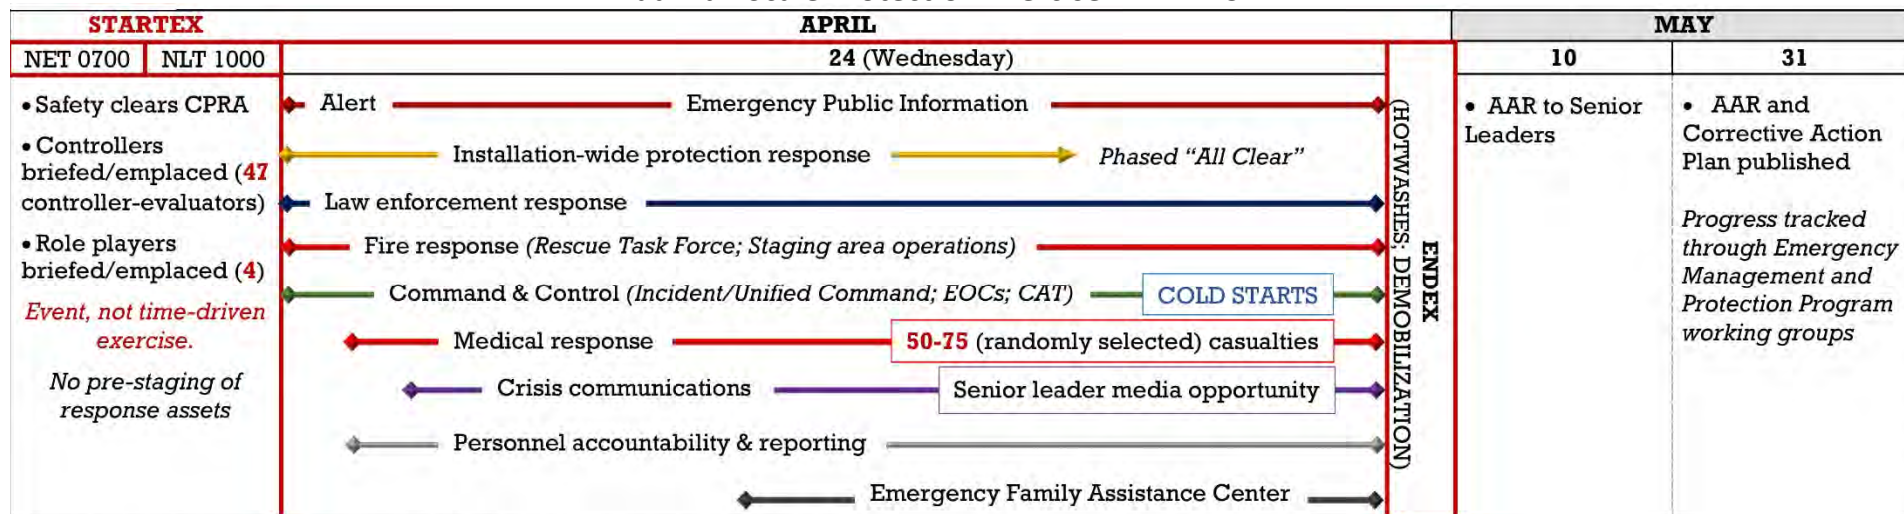 STARTEX
APRIL
MAY
NET 0700
NLT 1000
24 (Wednesday)
10
31
• Safety clears CPRA
• Controllers
briefed/emplaced (47
controller-evaluators)
• Role players
briefed/emplaced (4)
Event, not time-driven
exercise.
No pre-staging of
response assets
Alert
Emergency Public Information
Installation-wide protection response
Phased “All Clear”
Law enforcement response
Fire response (Rescue Task Force; Staging area operations)
Command & Control (Incident/Unified Command; EOCs; CAT)
COLD STARTS
Medical response
50-75 (randomly selected) casualties
Crisis communications
Senior leader media opportunity
Personnel accountability & reporting
Emergency Family Assistance Center
(HOTWASHES; DEMOBILIZATION)
ENDEX
• AAR to Senior
Leaders
• AAR and
Corrective Action
Plan published
Progress tracked
through Emergency
Management and
Protection Program
working groups